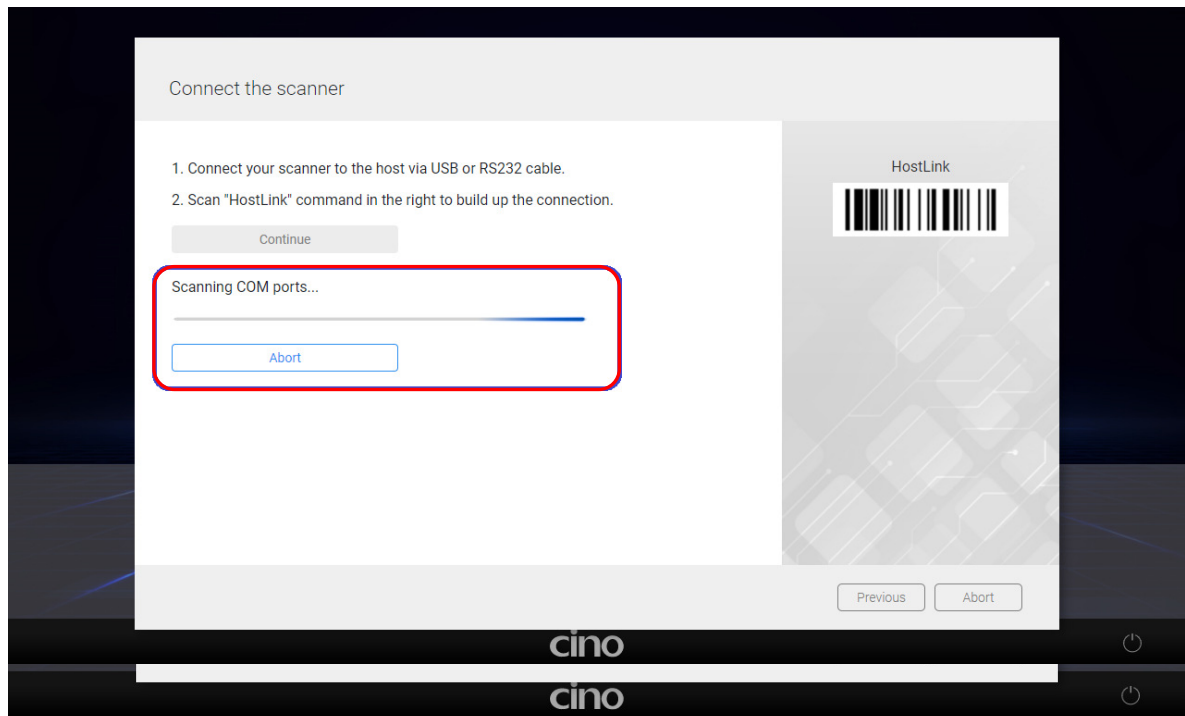 Connect the scanner
1. Connect your scanner to the host via USB or RS232 cable.
2. Scan "HostLink" command in the right to build up the connection.
Continue
Scanning COM ports...
Abort
HostLink
Previous
Abort
cino
cino